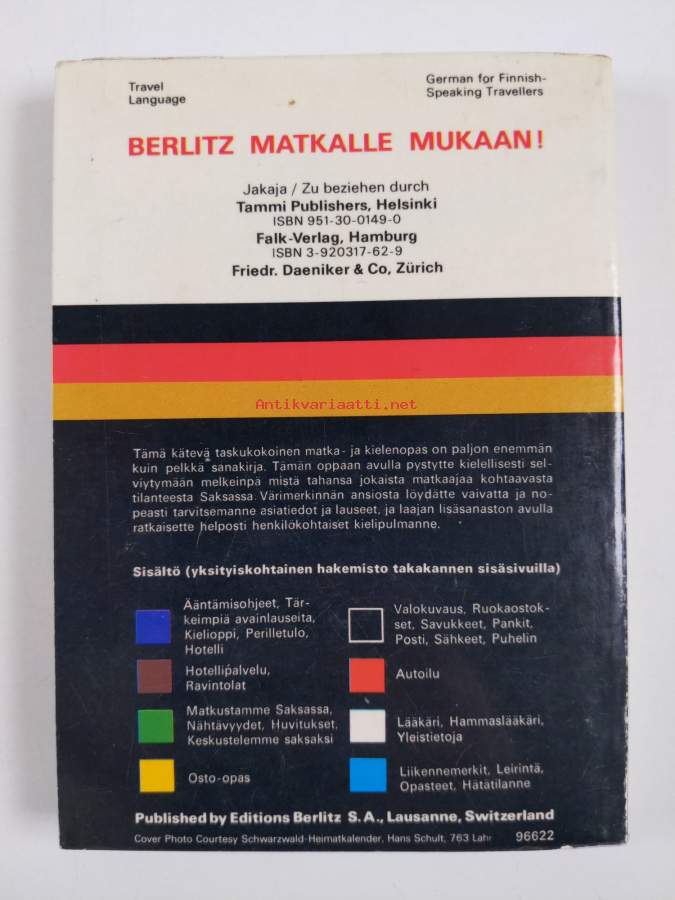 Travel
Language
German for Finnish-
Speaking Travellers
BERLITZ MATKALLE MUKAAN!
Jakaja / Zu beziehen durch
Tammi Publishers, Helsinki
ISBN 951-30-0149-0
Falk-Verlag, Hamburg
ISBN 3-920317-62-9
Friedr. Daeniker & Co, Zürich
Antikvariaatti.net
Tämä kätevä taskukokoinen matka- ja kielenopas on paljon enemmän
kuin pelkkä sanakirja. Tämän oppaan avulla pystytte kielellisesti sel-
viytymään melkeinpä mistä tahansa jokaista matkaajaa kohtaavasta
tilanteesta Saksassa. Värimerkinnän ansiosta löydätte vaivatta ja no-
peasti tarvitsemanne asiatiedot ja lauseet, ja laajan lisäsanaston avulla
ratkaisette helposti henkilökohtaiset kielipulmanne.
Sisältö (yksityiskohtainen hakemisto takakannen sisäsivuilla)
Ääntämisohjeet, Tär-
keimpiä avainlauseita,
Kielioppi, Perilletulo,
Hotelli
Hotellipalvelu,
Ravintolat
Matkustamme Saksassa,
Nähtävyydet, Huvitukset,
Keskustelemme saksaksi
Osto-opas
Valokuvaus, Ruokaostok-
set, Savukkeet, Pankit,
Posti, Sähkeet, Puhelin
Autoilu
Lääkäri, Hammaslääkäri,
Yleistietoja
Liikennemerkit, Leirintä,
Opasteet, Hätätilanne
Published by Editions Berlitz S.A., Lausanne, Switzerland
Cover Photo Courtesy Schwarzwald-Heimatkalender, Hans Schult, 763 Lahr
96622